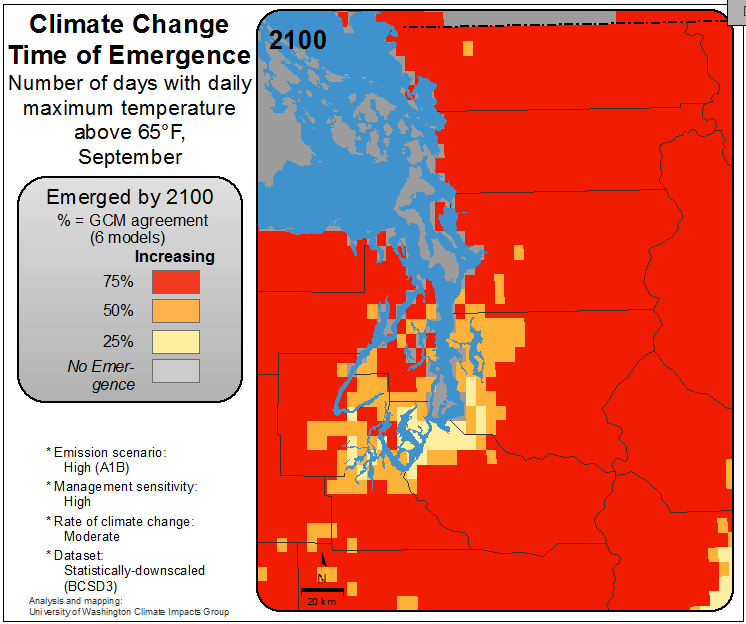 Climate Change
Time of Emergence
Number of days with daily
maximum temperature
above 65°F,
September
Emerged by 2100
% = GCM agreement
(6 models)
Increasing
75%
50%
25%
No Emer-
gence
* Emission scenario:
High (A1B)
* Management sensitivity:
High
* Rate of climate change:
Moderate
* Dataset:
Statistically-downscaled
(BCSD3)
Analysis and mapping:
University of Washington Climate Impacts Group
2100
N
20 km